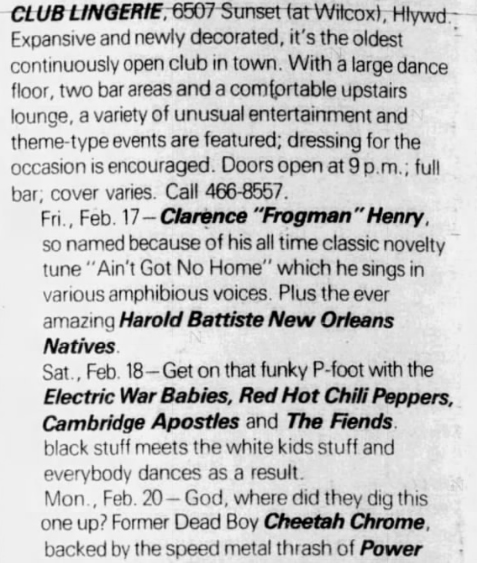 CLUB LINGERIE, 6507 Sunset (at Wilcox), Hlywd.
Expansive and newly decorated, it's the oldest
continuously open club in town. With a large dance
floor, two bar areas and a comfortable upstairs
lounge, a variety of unusual entertainment and
theme-type events are featured; dressing for the
occasion is encouraged. Doors open at 9 p.m.; full
bar; cover varies. Call 466-8557.
Fri., Feb. 17—Clarence "Frogman" Henry,
so named because of his all time classic novelty
tune "Ain't Got No Home" which he sings in
various amphibious voices. Plus the ever
amazing Harold Battiste New Orleans
Natives.
Sat., Feb. 18—Get on that funky P-foot with the
Electric War Babies, Red Hot Chili Peppers,
Cambridge Apostles and The Fiends.
black stuff meets the white kids stuff and
everybody dances as a result.
Mon., Feb. 20—God, where did they dig this
one up? Former Dead Boy Cheetah Chrome,
backed by the speed metal thrash of Power